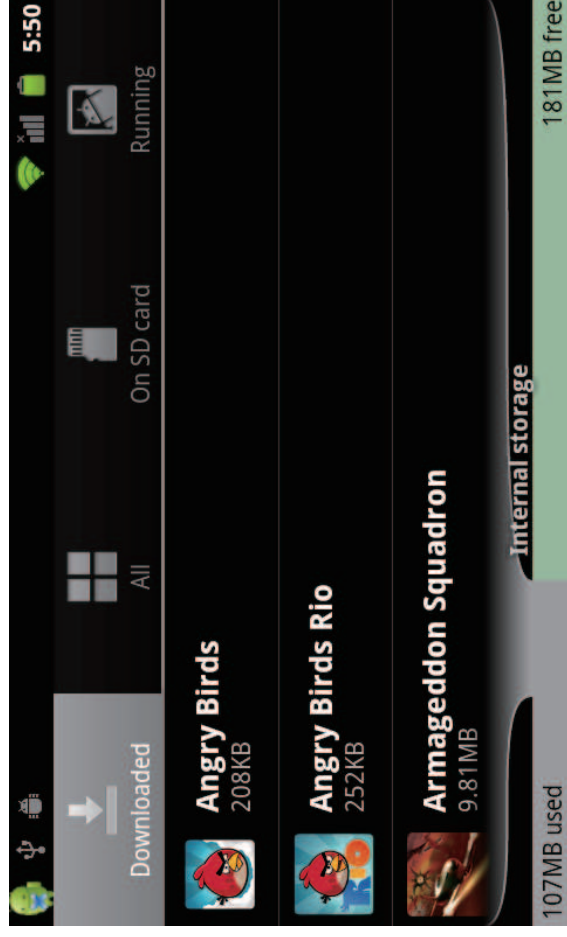 5:50
Downloaded
All
On SD card
Running
Angry Birds
208KB
Angry Birds Rio
252KB
Armageddon Squadron
9.81MB
Internal storage
107MB used
181MB free